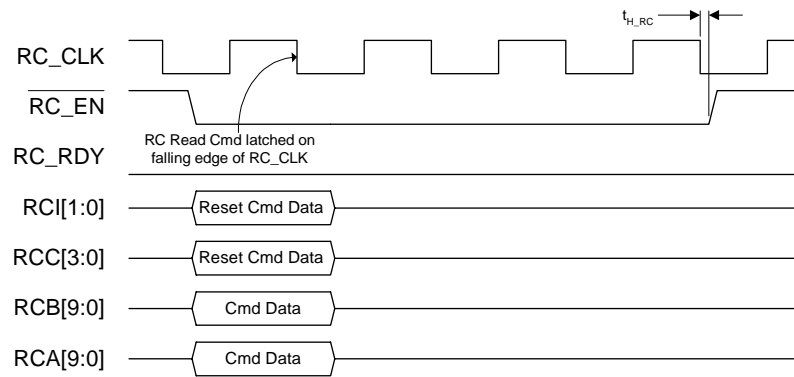 tH_RC
RC_CLK
RC_EN
RC Read Cmd latched on
falling edge of RC_CLK
RC_RDY
RCI[1:0]
Reset Cmd Data
RCC[3:0]
Reset Cmd Data
RCB[9:0]
Cmd Data
RCA[9:0]
Cmd Data